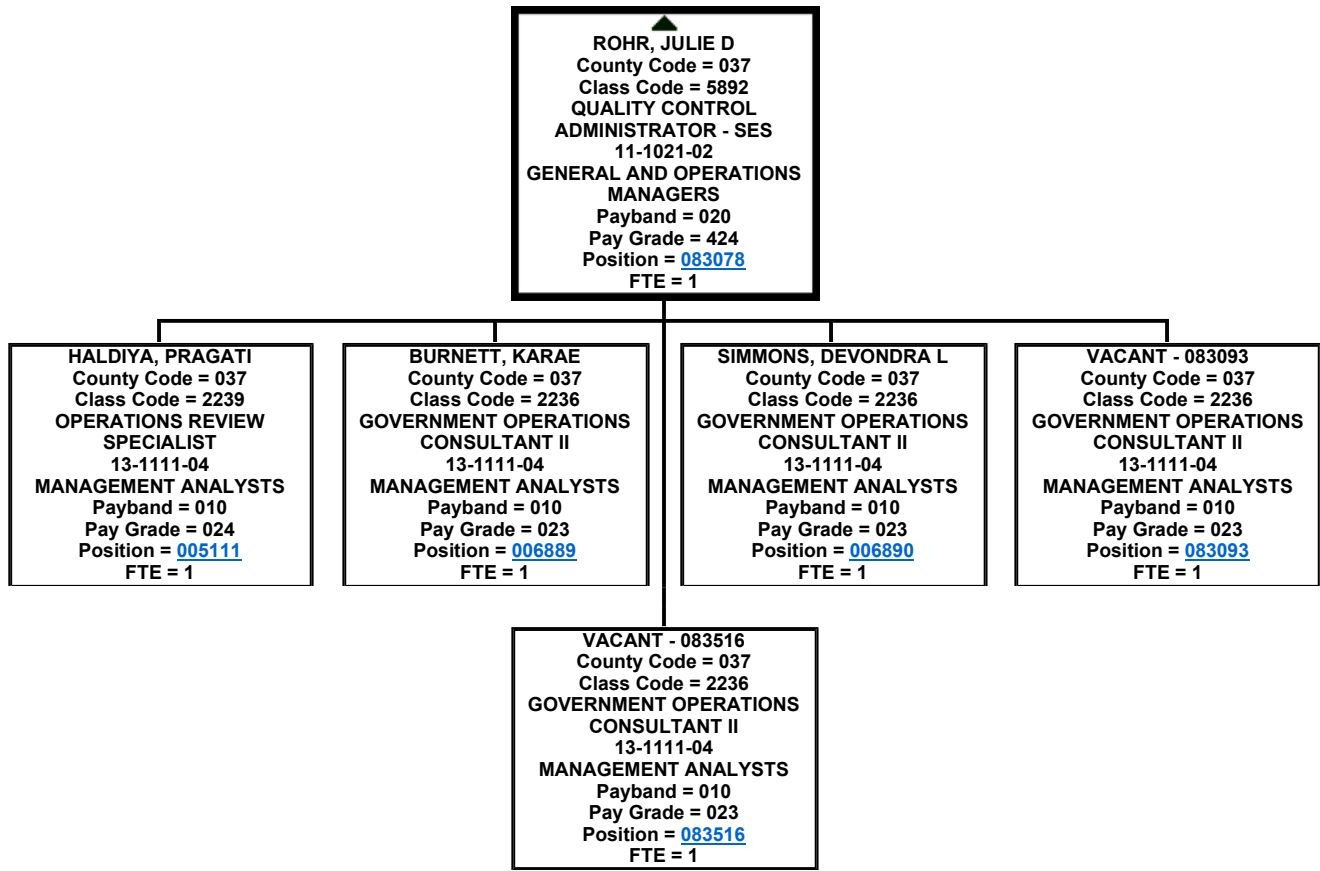 ROHR, JULIE D
County Code = 037
Class Code = 5892
QUALITY CONTROL
ADMINISTRATOR - SES
11-1021-02
GENERAL AND OPERATIONS
MANAGERS
Payband = 020
Pay Grade = 424
Position = 083078
FTE = 1
HALDIYA, PRAGATI
County Code = 037
Class Code = 2239
OPERATIONS REVIEW
SPECIALIST
13-1111-04
MANAGEMENT ANALYSTS
Payband = 010
Pay Grade = 024
Position = 005111
FTE = 1
BURNETT, KARAE
County Code = 037
Class Code = 2236
GOVERNMENT OPERATIONS
CONSULTANT II
13-1111-04
MANAGEMENT ANALYSTS
Payband = 010
Pay Grade = 023
Position = 006889
FTE = 1
SIMMONS, DEVONDRA L
County Code = 037
Class Code = 2236
GOVERNMENT OPERATIONS
CONSULTANT II
13-1111-04
MANAGEMENT ANALYSTS
Payband = 010
Pay Grade = 023
Position = 006890
FTE = 1
VACANT - 083093
County Code = 037
Class Code = 2236
GOVERNMENT OPERATIONS
CONSULTANT II
13-1111-04
MANAGEMENT ANALYSTS
Payband = 010
Pay Grade = 023
Position = 083093
FTE = 1
VACANT - 083516
County Code = 037
Class Code = 2236
GOVERNMENT OPERATIONS
CONSULTANT II
13-1111-04
MANAGEMENT ANALYSTS
Payband = 010
Pay Grade = 023
Position = 083516
FTE = 1